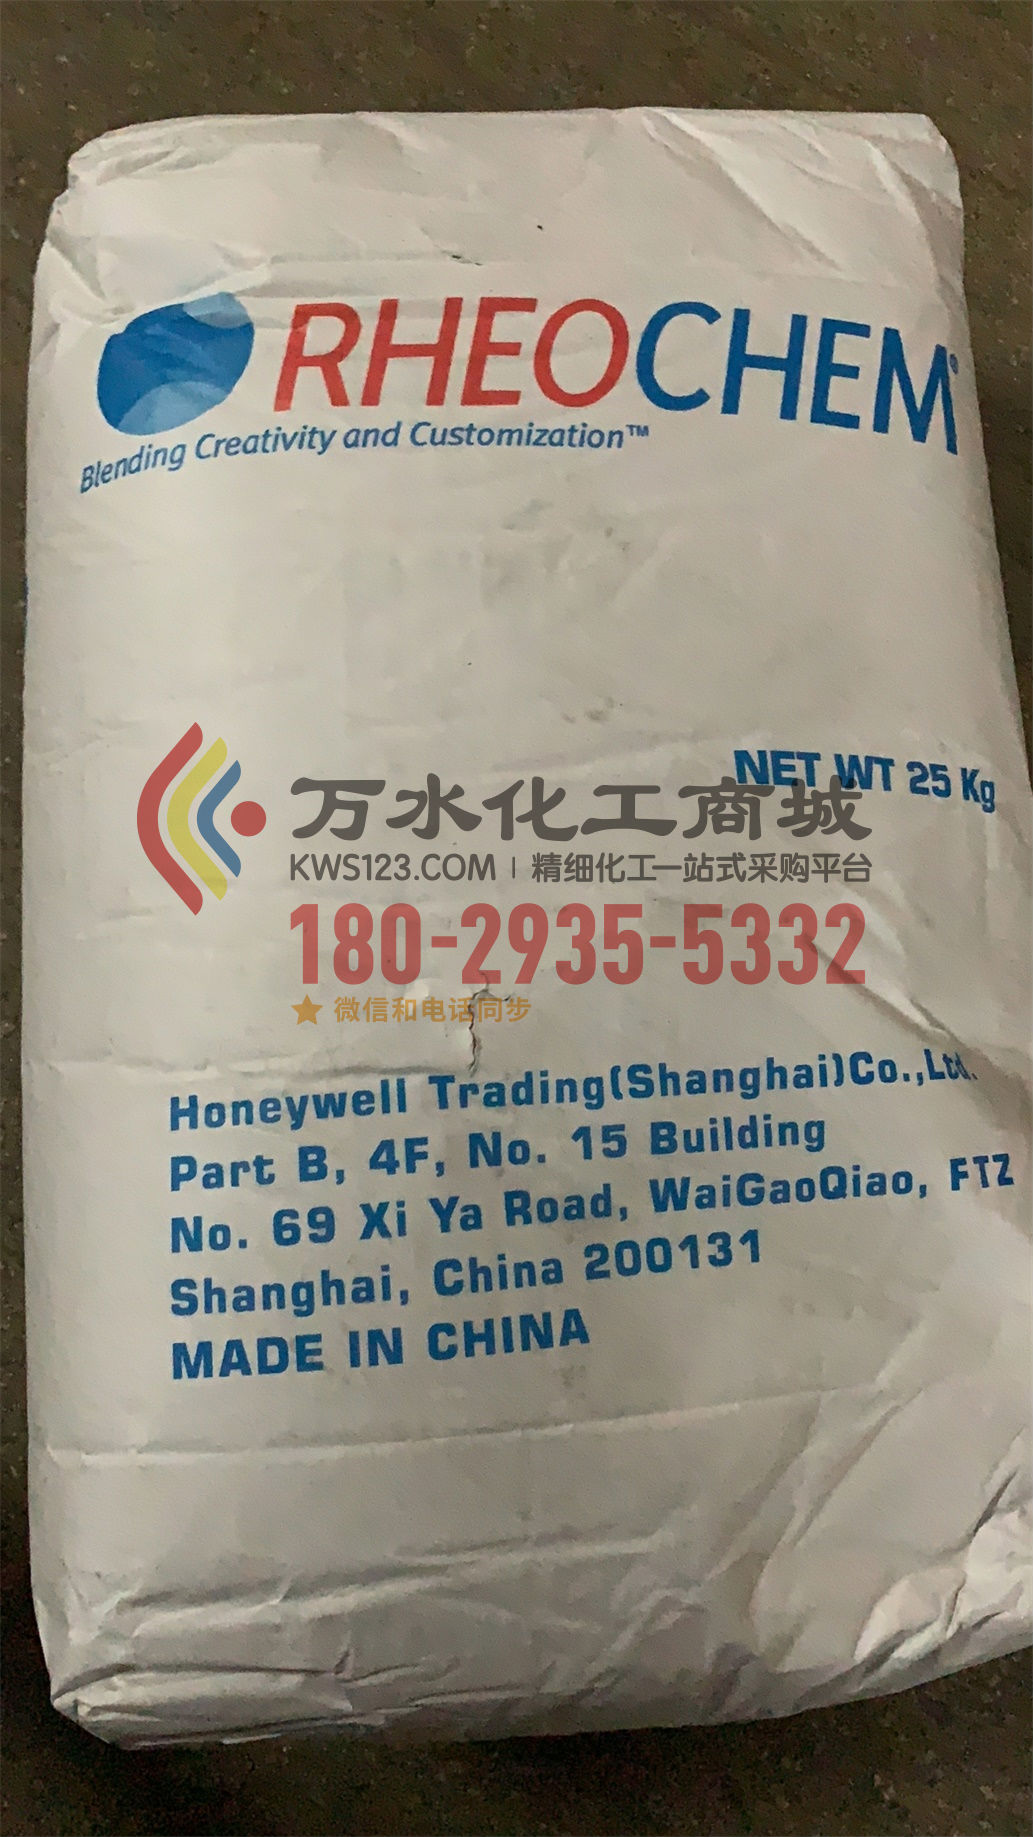 RHEOCHEM®
Blending Creativity and Customization™
NET WT 25 Kg
万水化工商城
KWS123.COM | 精细化工一站式采购平台
180-2935-5332
微信和电话同步
Honeywell Trading(Shanghai)Co.,Ltd.
Part B, 4F, No. 15 Building
No. 69 Xi Ya Road, WaiGaoQiao, FTZ
Shanghai, China 200131
MADE IN CHINA